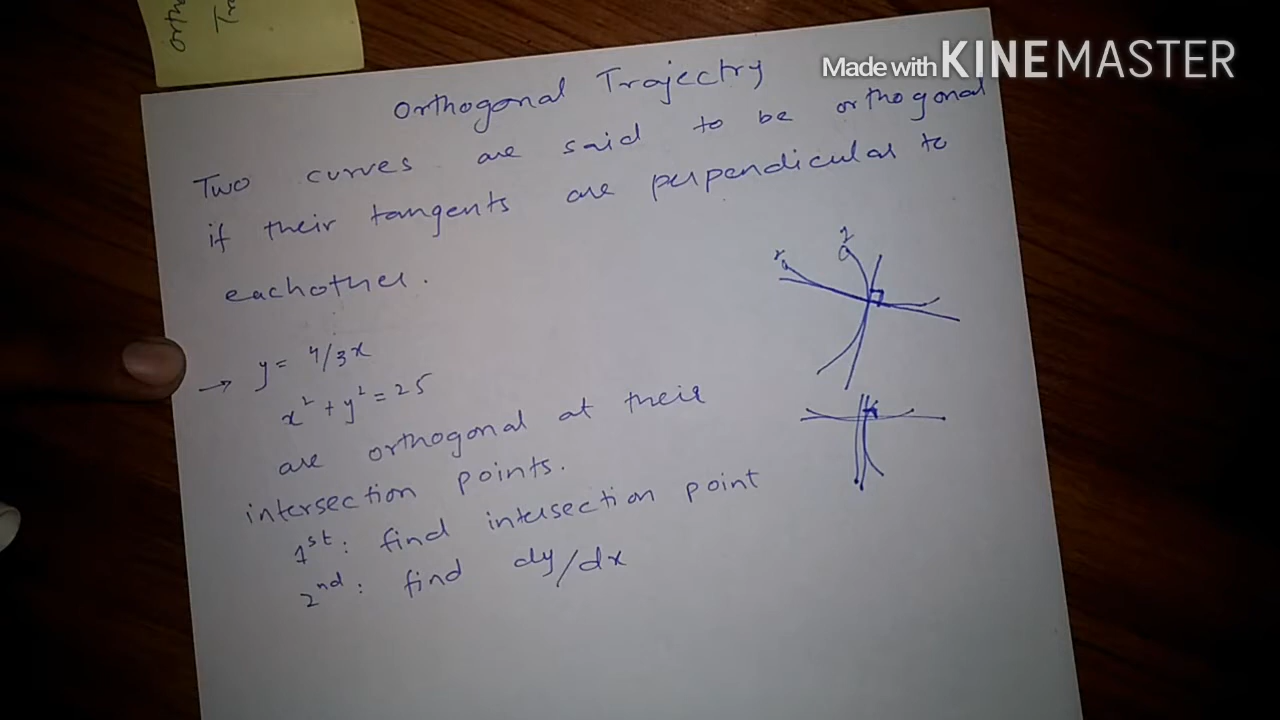 ortho
Tra
Made with KINEMASTER
Orthogonal Trajectry
Two curves are said to be orthogonal
if their tangents are perpendicular to
eachother.
→ y = 4/3x
x² + y² = 25
are orthogonal at their
intersection points.
1st: find intersection point
2nd: find dy/dx